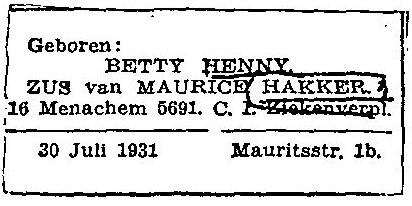 Geboren:
BETTY HENNY
ZUS van MAURICE HAKKER.
16 Menachem 5691. C. I. Ziekenverpl.
30 Juli 1931 Mauritsstr. 1b.